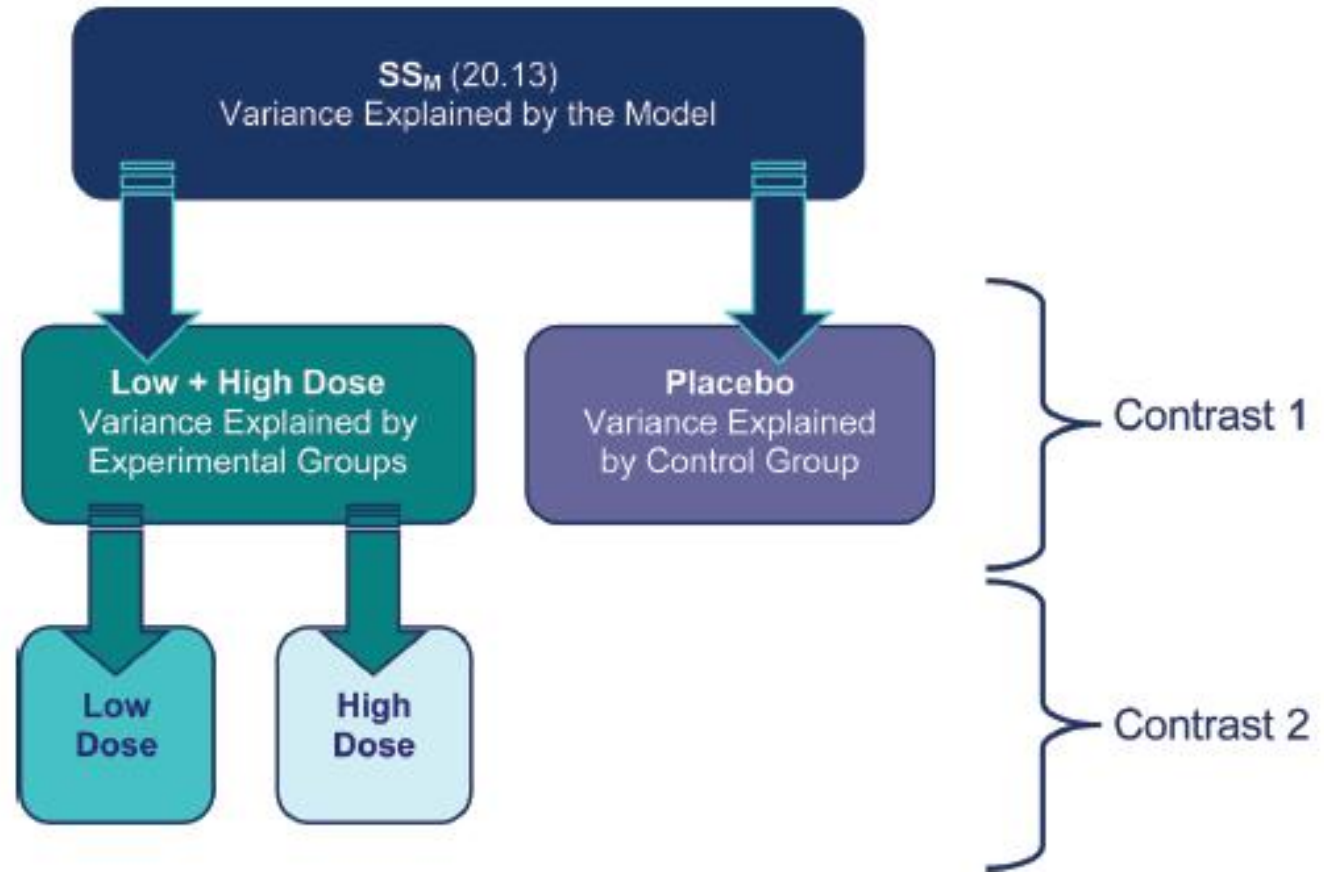 SSM (20.13)
Variance Explained by the Model
Low + High Dose
Variance Explained by
Experimental Groups
Placebo
Variance Explained
by Control Group
Contrast 1
Low
Dose
High
Dose
Contrast 2